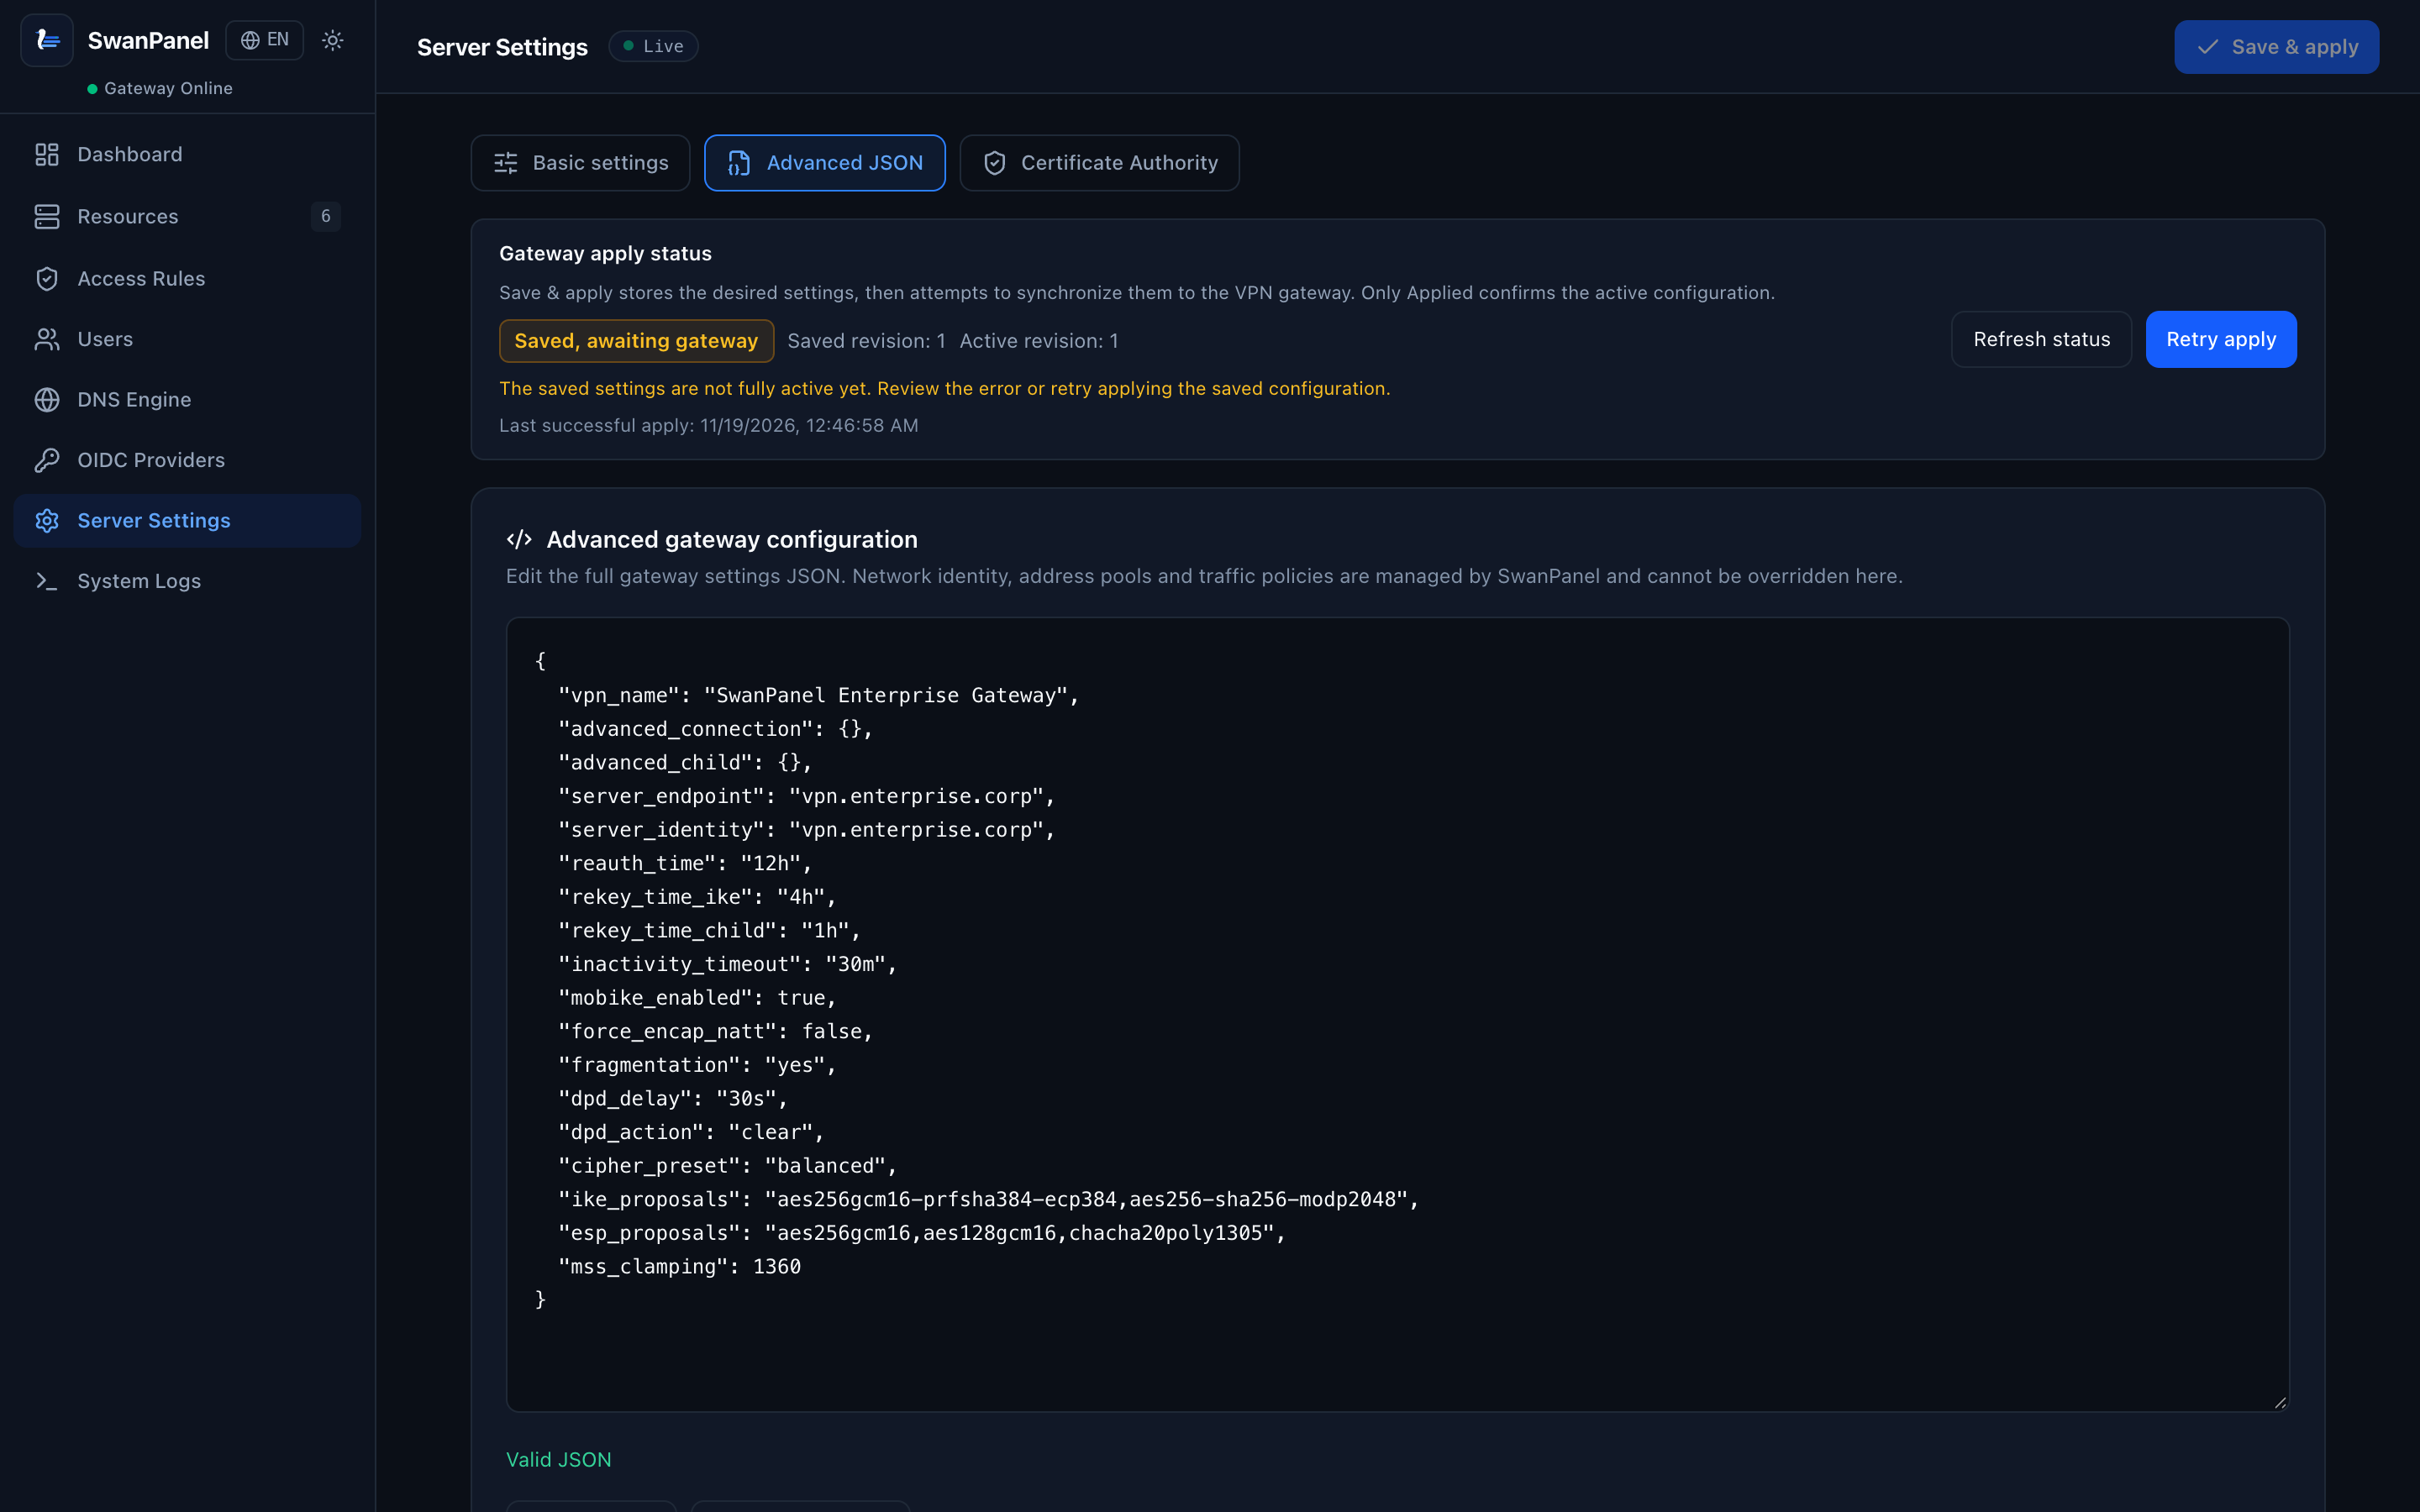 SwanPanel
EN
Gateway Online
Dashboard
Resources
6
Access Rules
Users
DNS Engine
OIDC Providers
Server Settings
System Logs
Server Settings
Live
Save & apply
Basic settings
Advanced JSON
Certificate Authority
Gateway apply status
Save & apply stores the desired settings, then attempts to synchronize them to the VPN gateway. Only Applied confirms the active configuration.
Saved, awaiting gateway
Saved revision: 1
Active revision: 1
Refresh status
Retry apply
The saved settings are not fully active yet. Review the error or retry applying the saved configuration.
Last successful apply: 11/19/2026, 12:46:58 AM
</> Advanced gateway configuration
Edit the full gateway settings JSON. Network identity, address pools and traffic policies are managed by SwanPanel and cannot be overridden here.
{
"vpn_name": "SwanPanel Enterprise Gateway",
"advanced_connection": {},
"advanced_child": {},
"server_endpoint": "vpn.enterprise.corp",
"server_identity": "vpn.enterprise.corp",
"reauth_time": "12h",
"rekey_time_ike": "4h",
"rekey_time_child": "1h",
"inactivity_timeout": "30m",
"mobike_enabled": true,
"force_encap_natt": false,
"fragmentation": "yes",
"dpd_delay": "30s",
"dpd_action": "clear",
"cipher_preset": "balanced",
"ike_proposals": "aes256gcm16-prfsha384-ecp384,aes256-sha256-modp2048",
"esp_proposals": "aes256gcm16,aes128gcm16,chacha20poly1305",
"mss_clamping": 1360
}
Valid JSON